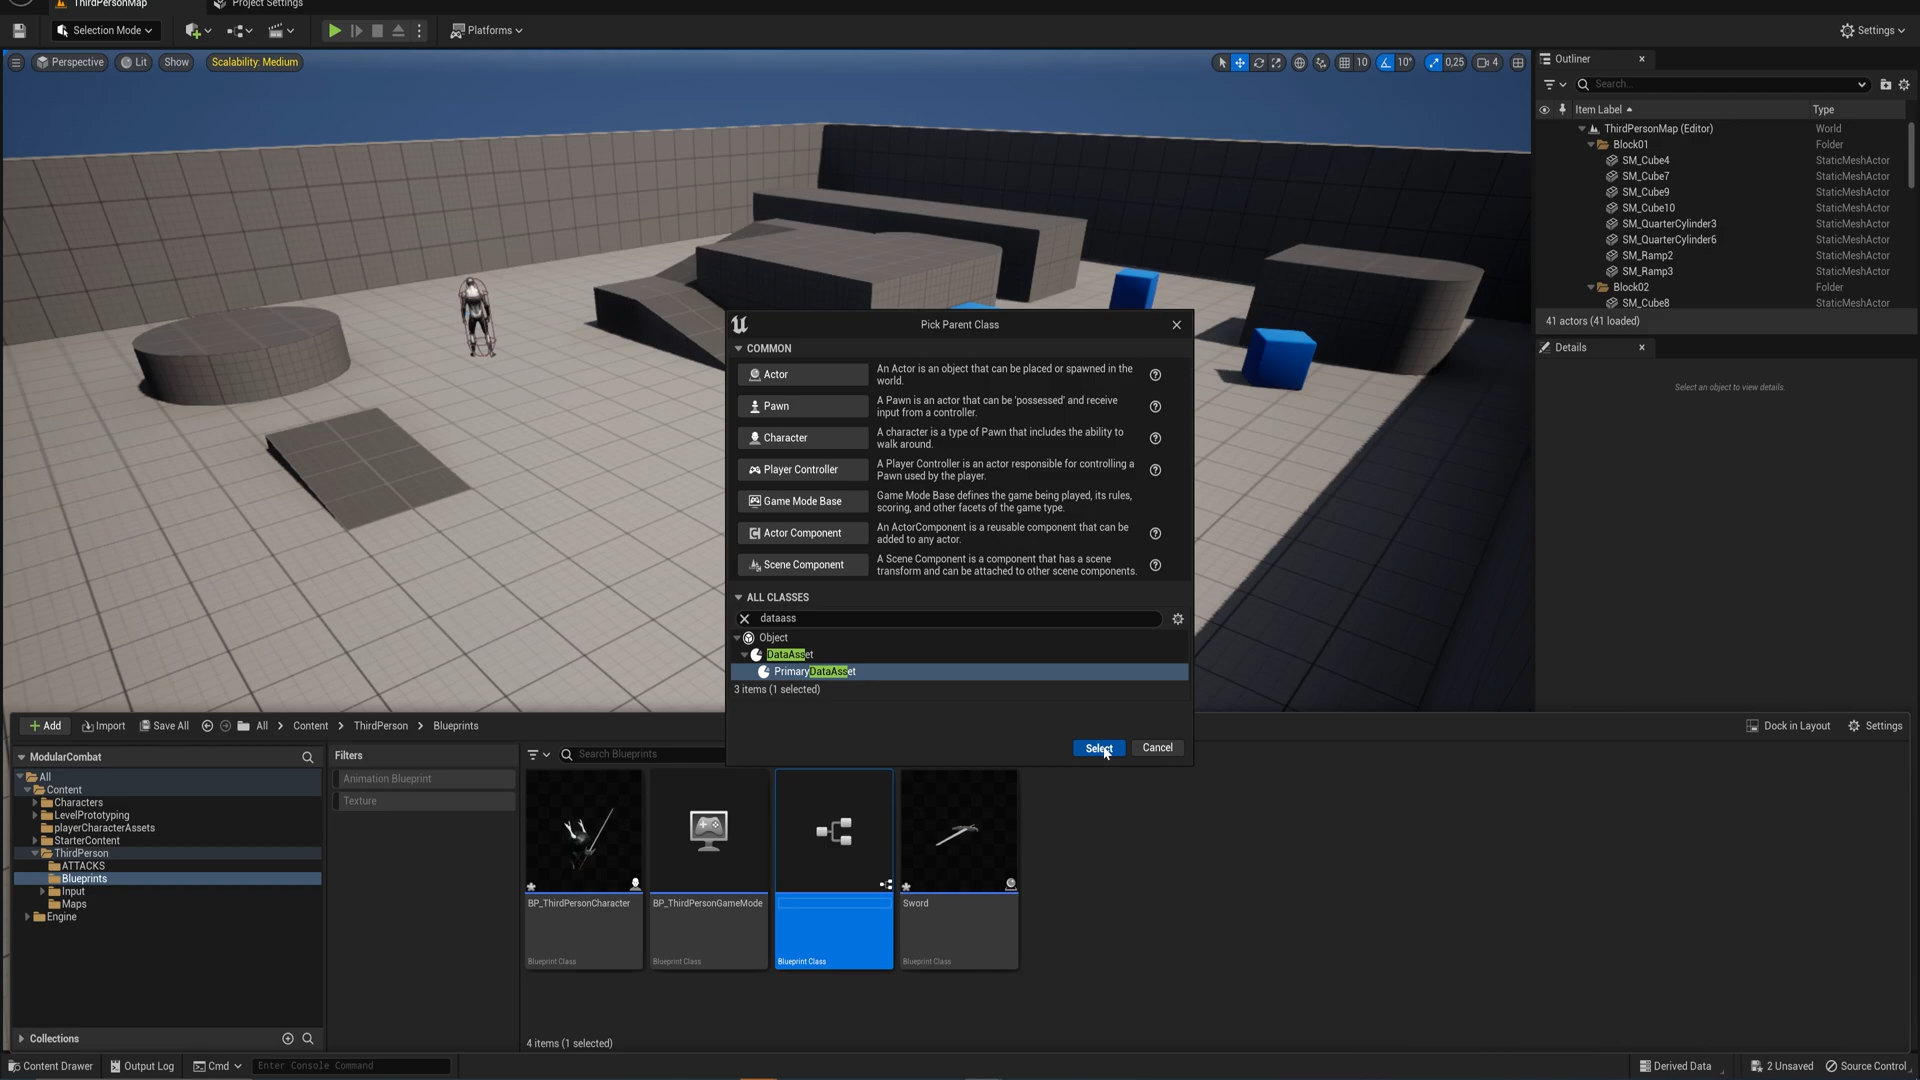 ThirdPersonMap
Project Settings
Selection Mode
Platforms
Settings
Perspective
Lit
Show
Scalability: Medium
10
10°
0,25
4
Outliner
Search...
Item Label
Type
ThirdPersonMap (Editor) World
Block01 Folder
SM_Cube4 StaticMeshActor
SM_Cube7 StaticMeshActor
SM_Cube9 StaticMeshActor
SM_Cube10 StaticMeshActor
SM_QuarterCylinder3 StaticMeshActor
SM_QuarterCylinder6 StaticMeshActor
SM_Ramp2 StaticMeshActor
SM_Ramp3 StaticMeshActor
Block02 Folder
SM_Cube8 StaticMeshActor
41 actors (41 loaded)
Details
Select an object to view details.
Pick Parent Class
COMMON
Actor
An Actor is an object that can be placed or spawned in the
world.
Pawn
A Pawn is an actor that can be 'possessed' and receive
input from a controller.
Character
A character is a type of Pawn that includes the ability to
walk around.
Player Controller
A Player Controller is an actor responsible for controlling a
Pawn used by the player.
Game Mode Base
Game Mode Base defines the game being played, its rules,
scoring, and other facets of the game type.
Actor Component
An ActorComponent is a reusable component that can be
added to any actor.
Scene Component
A Scene Component is a component that has a scene
transform and can be attached to other scene components.
ALL CLASSES
dataass
Object
DataAsset
PrimaryDataAsset
3 items (1 selected)
Select
Cancel
Add
Import
Save All
All > Content > ThirdPerson > Blueprints
Dock in Layout
Settings
ModularCombat
All
Content
Characters
LevelPrototyping
playerCharacterAssets
StarterContent
ThirdPerson
ATTACKS
Blueprints
Input
Maps
Engine
Collections
Filters
Animation Blueprint
Texture
Search Blueprints
BP_ThirdPersonCharacter
Blueprint Class
BP_ThirdPersonGameMode
Blueprint Class
Blueprint Class
Sword
Blueprint Class
4 items (1 selected)
Content Drawer
Output Log
Cmd
Enter Console Command
Derived Data
2 Unsaved
Source Control